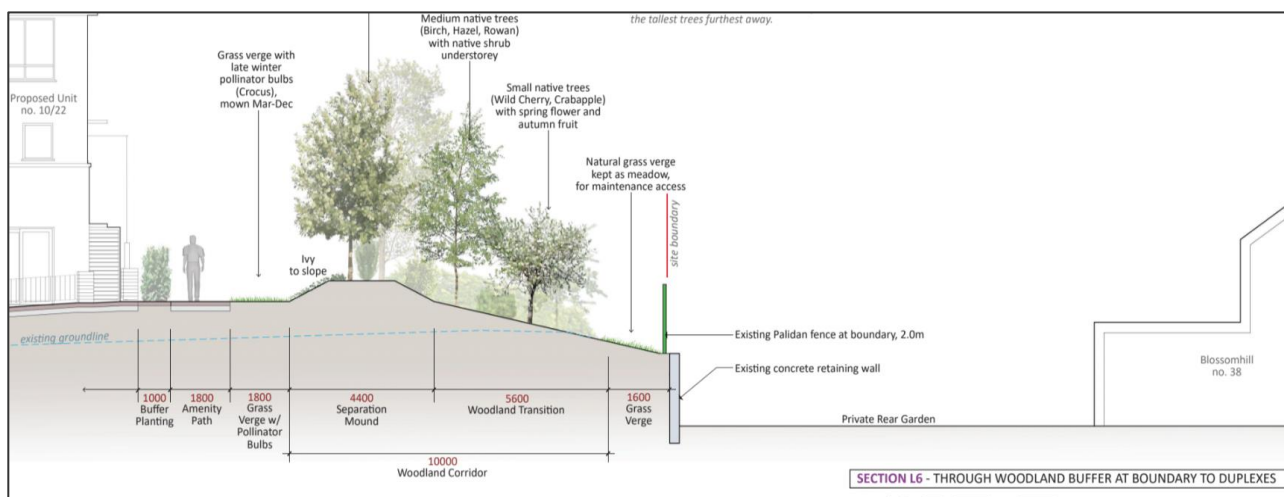 the tallest trees furthest away.
Medium native trees
(Birch, Hazel, Rowan)
with native shrub
understorey
Grass verge with
late winter
pollinator bulbs
(Crocus),
mown Mar-Dec
Proposed Unit
no. 10/22
Small native trees
(Wild Cherry, Crabapple)
with spring flower and
autumn fruit
Natural grass verge
kept as meadow,
for maintenance access
site boundary
Ivy
to slope
existing groundline
Existing Palidan fence at boundary, 2.0m
Existing concrete retaining wall
Blossomhill
no. 38
Private Rear Garden
1000
Buffer
Planting
1800
Amenity
Path
1800
Grass
Verge w/
Pollinator
Bulbs
4400
Separation
Mound
5600
Woodland Transition
1600
Grass
Verge
10000
Woodland Corridor
SECTION L6 - THROUGH WOODLAND BUFFER AT BOUNDARY TO DUPLEXES